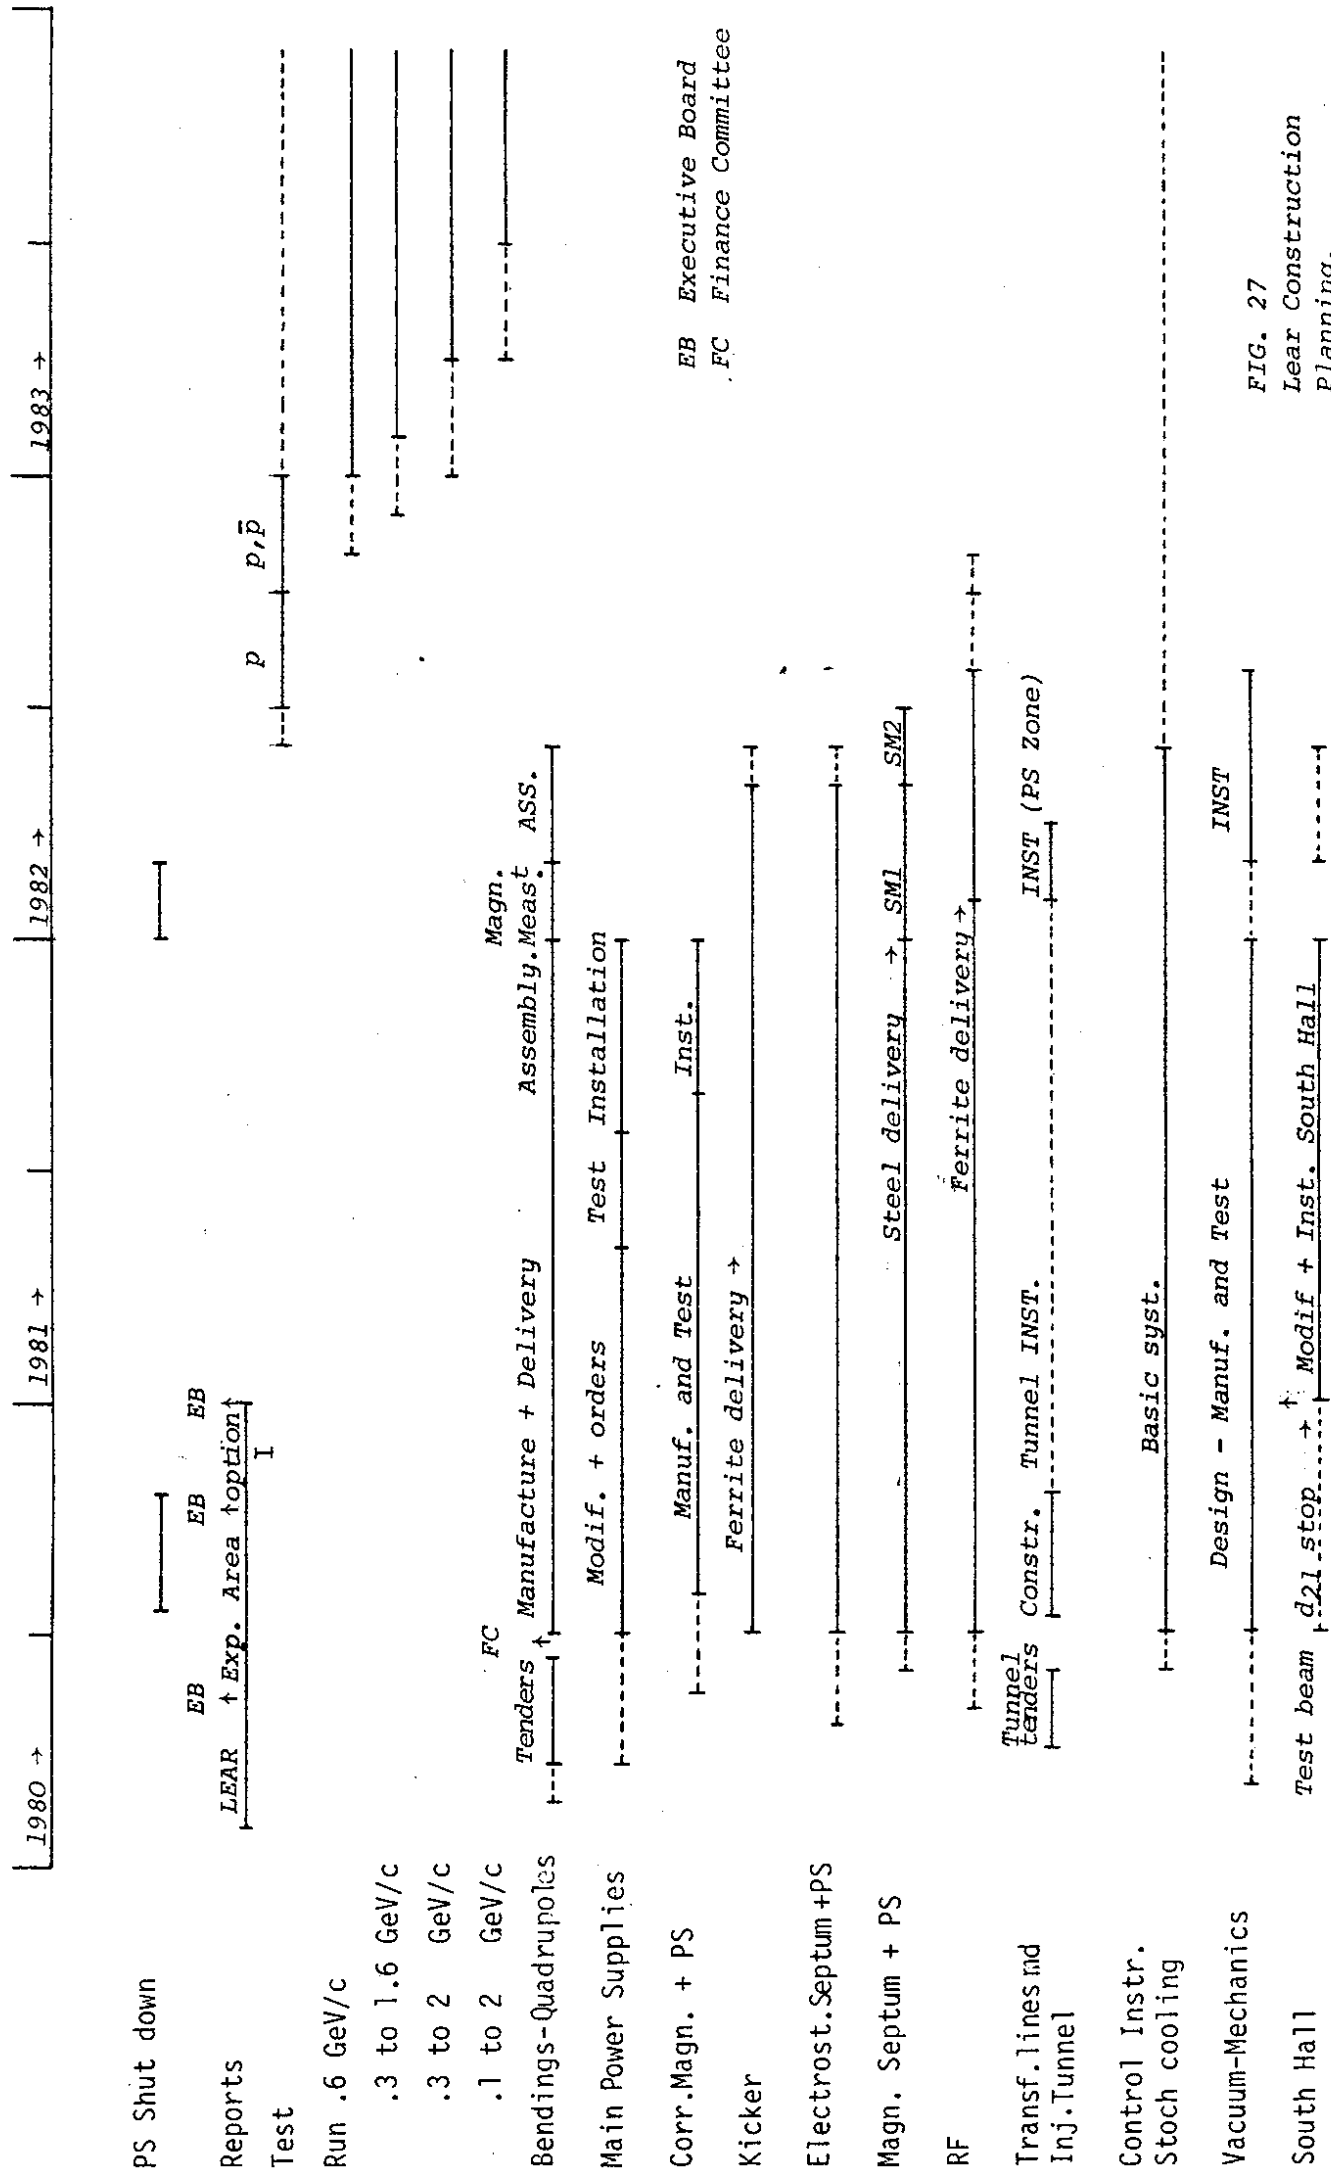 1980 → 1981 → 1982 → 1983 →
PS Shut down
EB EB EB
Reports LEAR ↑ Exp. Area ↑option↑
I
Test p p,p̄
Run .6 GeV/c
.3 to 1.6 GeV/c
.3 to 2 GeV/c
.1 to 2 GeV/c
FC Magn.
Bendings-Quadrupoles Tenders ↑ Manufacture + Delivery Assembly.Meast. ASS.
Main Power Supplies Modif. + orders Test Installation
Corr.Magn. + PS Manuf. and Test Inst.
Kicker Ferrite delivery →
Electrost.Septum +PS
Magn. Septum + PS Steel delivery → SM1 SM2
RF Ferrite delivery →
Transf.lines md Tunnel
Inj.Tunnel tenders Constr. Tunnel INST. INST (PS Zone)
Control Instr. Basic syst.
Stoch cooling
Vacuum-Mechanics Design - Manuf. and Test INST
South Hall Test beam d21 stop → ↑ Modif + Inst. South Hall
EB Executive Board
FC Finance Committee
FIG. 27
Lear Construction
Planning.